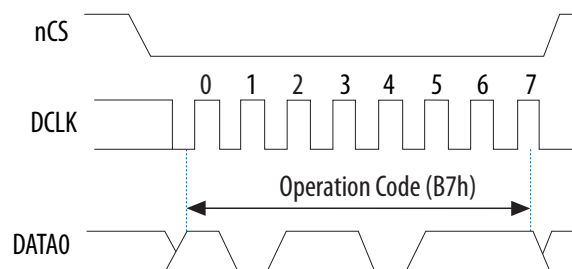 nCS
0 1 2 3 4 5 6 7
DCLK
Operation Code (B7h)
DATA0